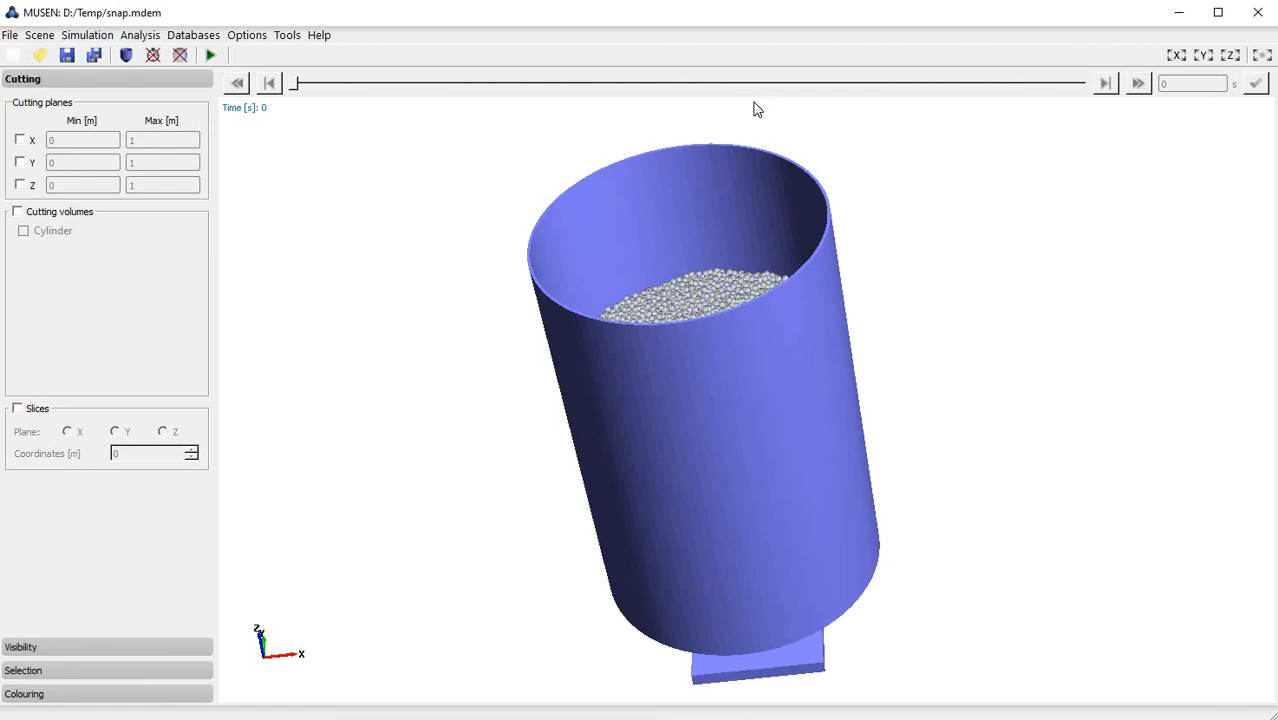 MUSEN: D:/Temp/snap.mdem
File Scene Simulation Analysis Databases Options Tools Help
[X] [Y] [Z]
Cutting
0 s
Time [s]: 0
Cutting planes
Min [m] Max [m]
X 0 1
Y 0 1
Z 0 1
Cutting volumes
Cylinder
Slices
Plane: X Y Z
Coordinates [m] 0
Z
Y
X
Visibility
Selection
Colouring